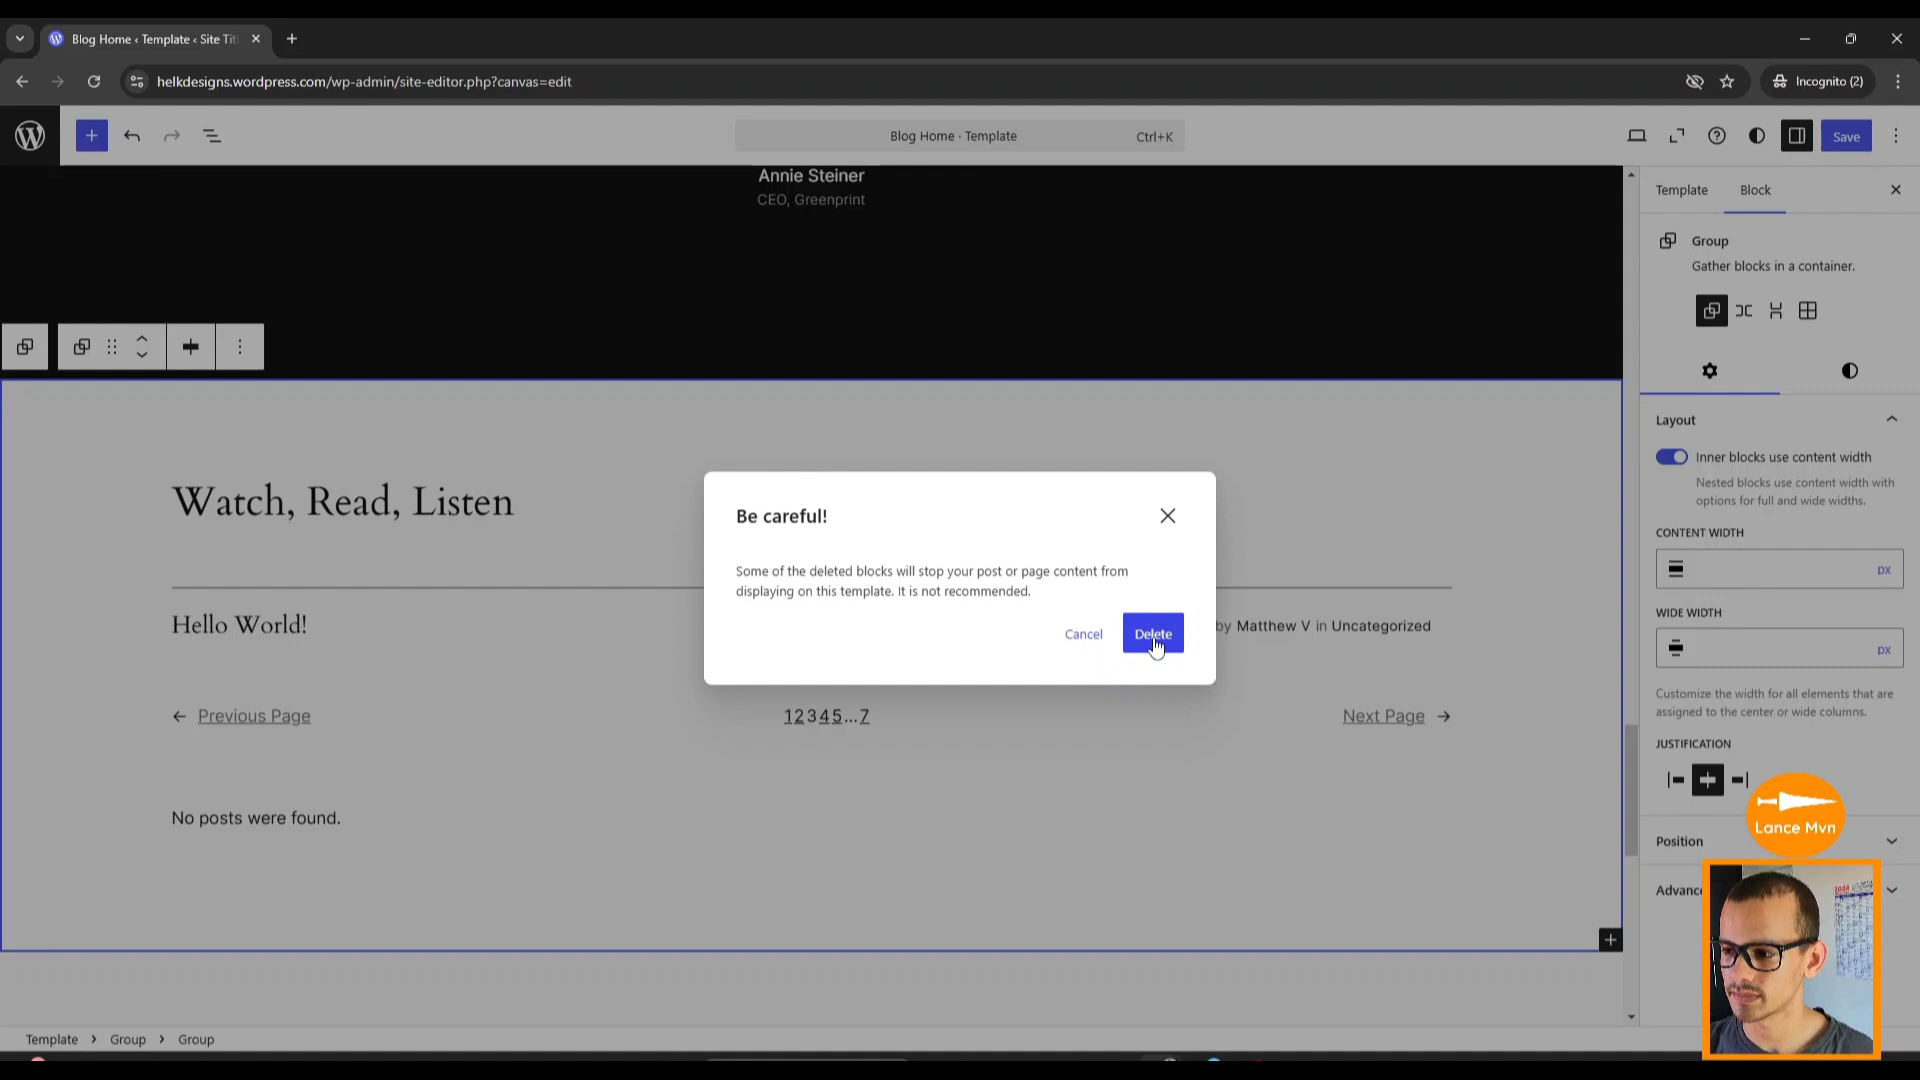 Blog Home ‹ Template ‹ Site Tit
helkdesigns.wordpress.com/wp-admin/site-editor.php?canvas=edit
Incognito (2)
Blog Home · Template
Ctrl+K
Save
Annie Steiner
CEO, Greenprint
Template
Block
Group
Gather blocks in a container.
Layout
Inner blocks use content width
Nested blocks use content width with
options for full and wide widths.
CONTENT WIDTH
px
WIDE WIDTH
px
Customize the width for all elements that are
assigned to the center or wide columns.
JUSTIFICATION
Position
Advanc
Watch, Read, Listen
Be careful!
Some of the deleted blocks will stop your post or page content from
displaying on this template. It is not recommended.
Cancel
Delete
Hello World!
by Matthew V in Uncategorized
← Previous Page
12345...7
Next Page →
No posts were found.
Lance Mvn
2024
Template > Group > Group